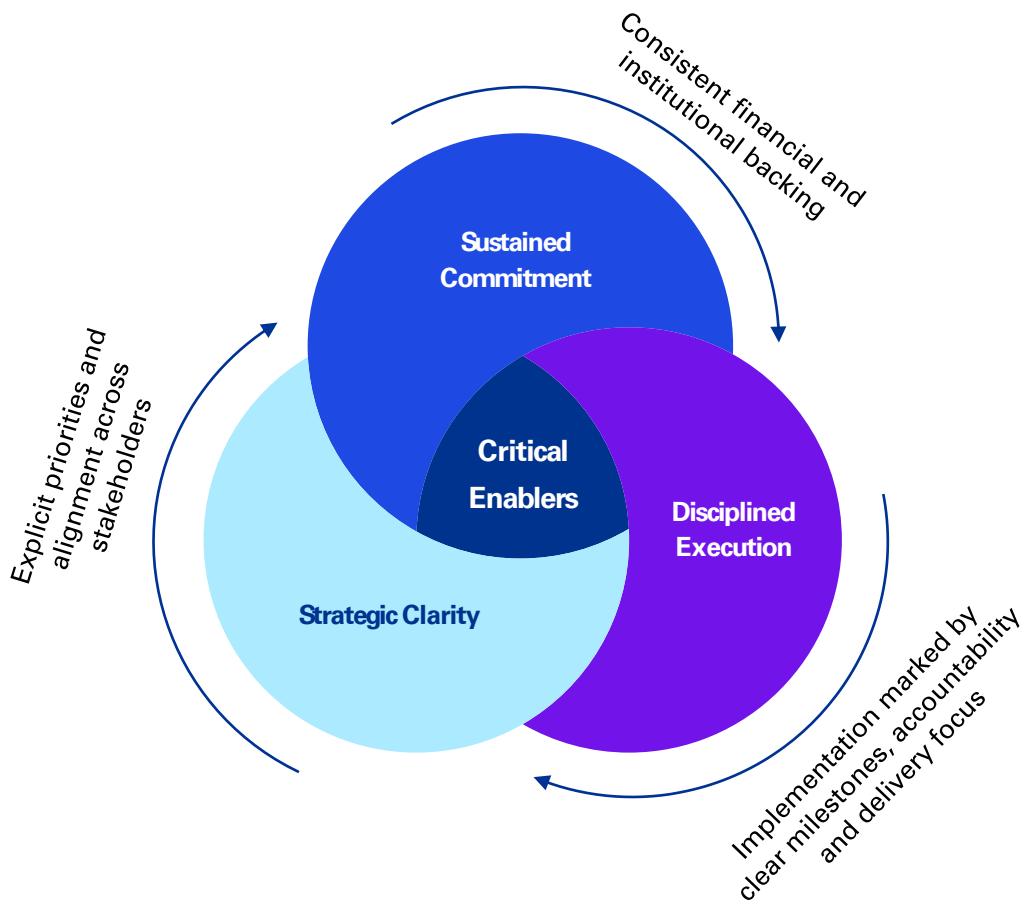 Consistent financial and
institutional backing
Sustained
Commitment
Explicit priorities and
alignment across
stakeholders
Critical
Enablers
Disciplined
Execution
Strategic Clarity
Implementation marked by
clear milestones, accountability
and delivery focus